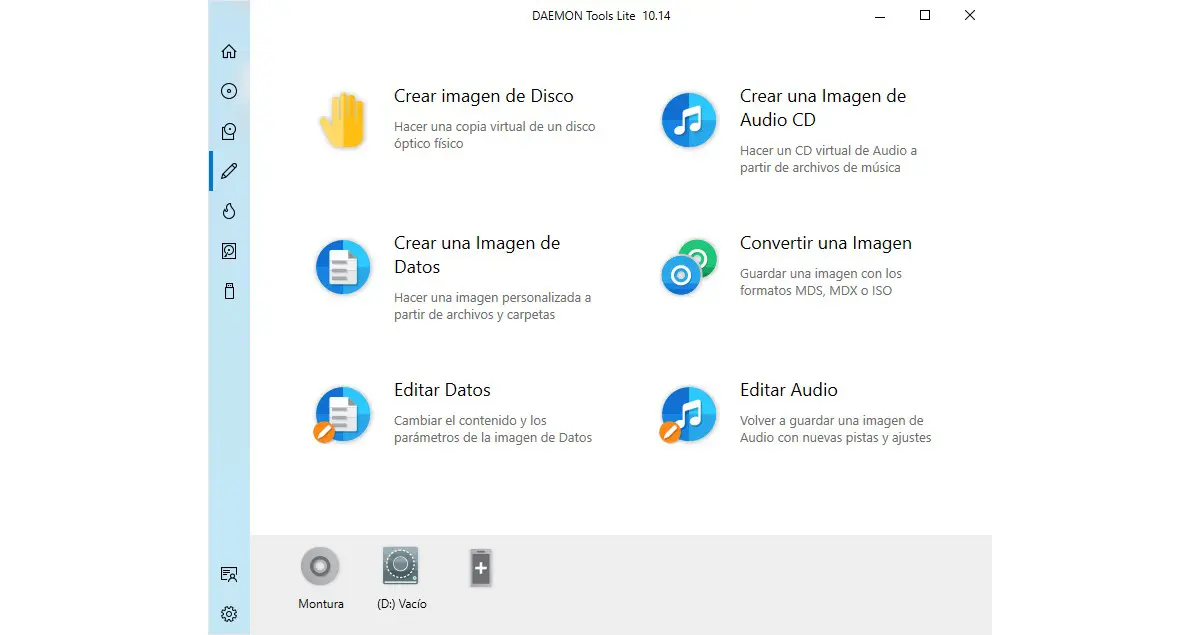 DAEMON Tools Lite 10.14
Crear imagen de Disco
Hacer una copia virtual de un disco
óptico físico
Crear una Imagen de
Audio CD
Hacer un CD virtual de Audio a
partir de archivos de música
Crear una Imagen de
Datos
Hacer una imagen personalizada a
partir de archivos y carpetas
Convertir una Imagen
Guardar una imagen con los
formatos MDS, MDX o ISO
Editar Datos
Cambiar el contenido y los
parámetros de la imagen de Datos
Editar Audio
Volver a guardar una imagen de
Audio con nuevas pistas y ajustes
Montura
(D:) Vacío